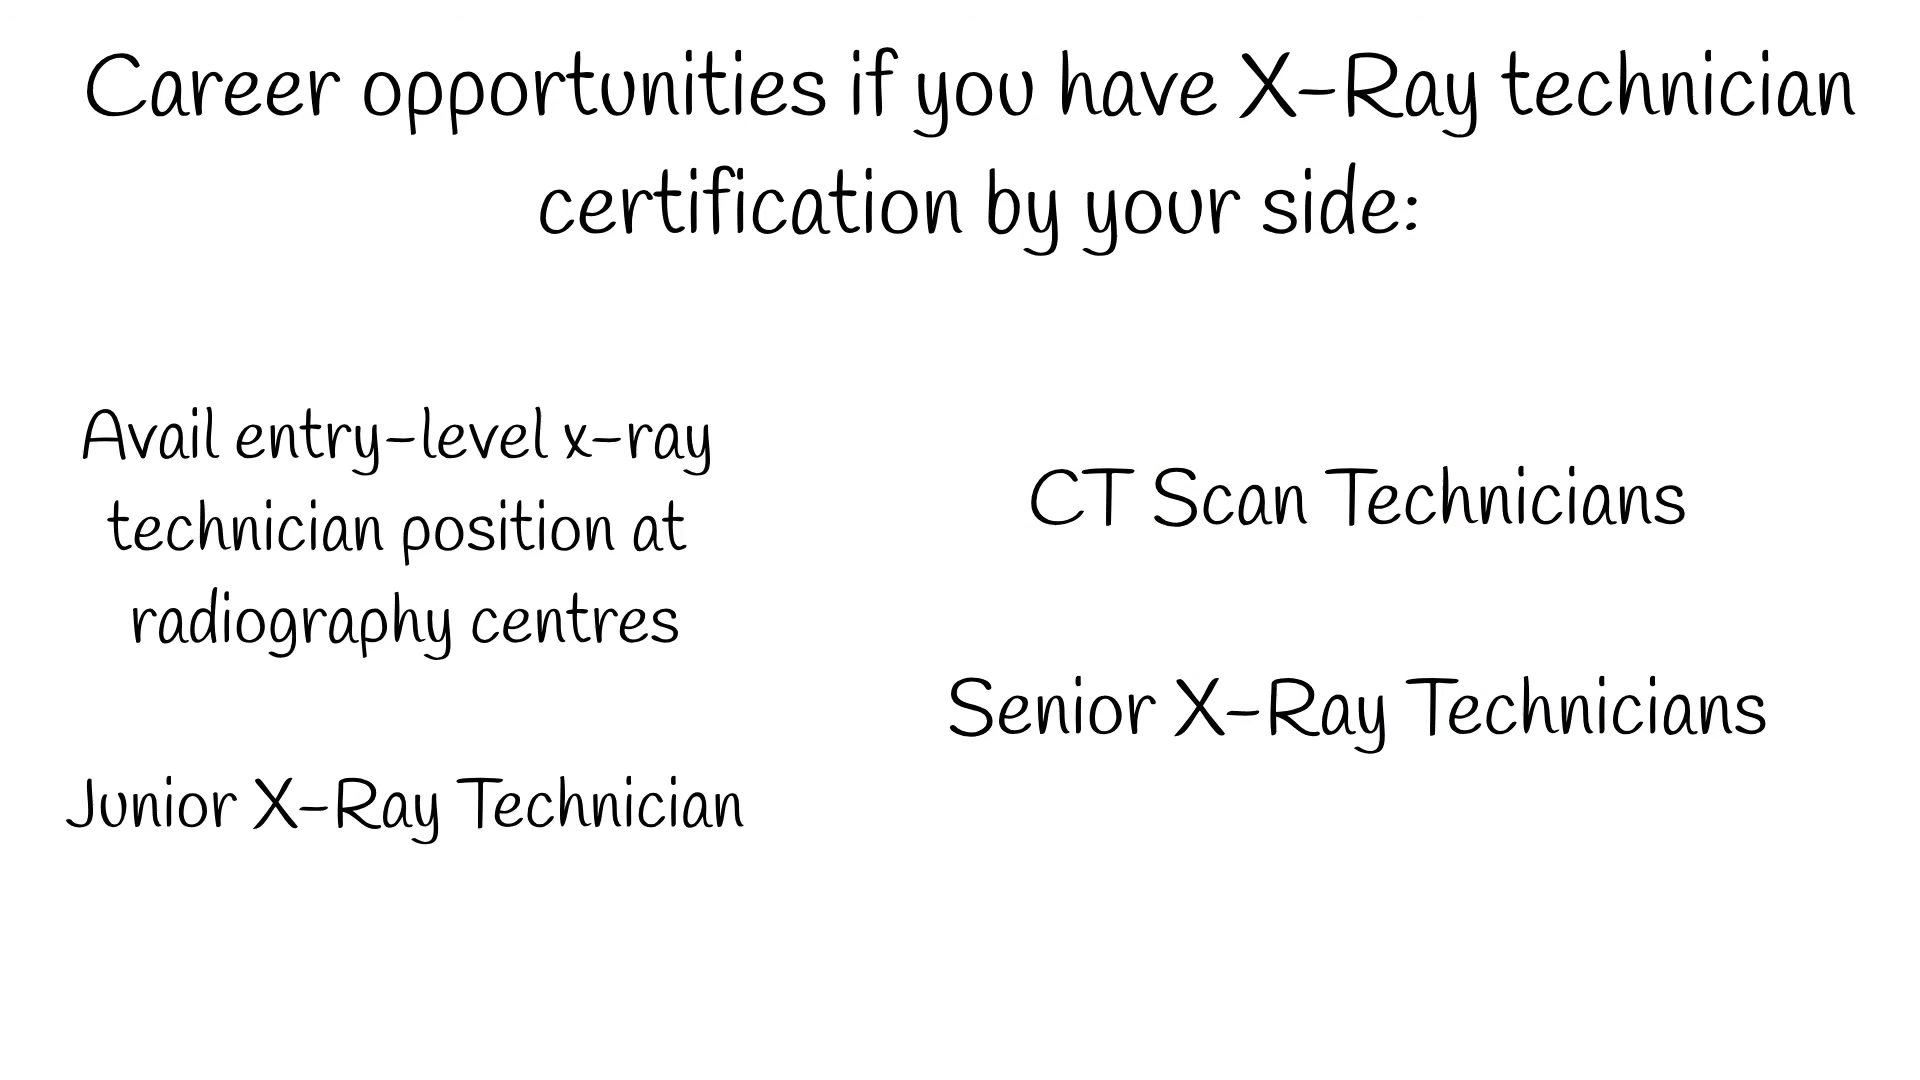 Career opportunities if you have X-Ray technician
certification by your side:
Avail entry-level x-ray
technician position at
radiography centres
Junior X-Ray Technician
CT Scan Technicians
Senior X-Ray Technicians